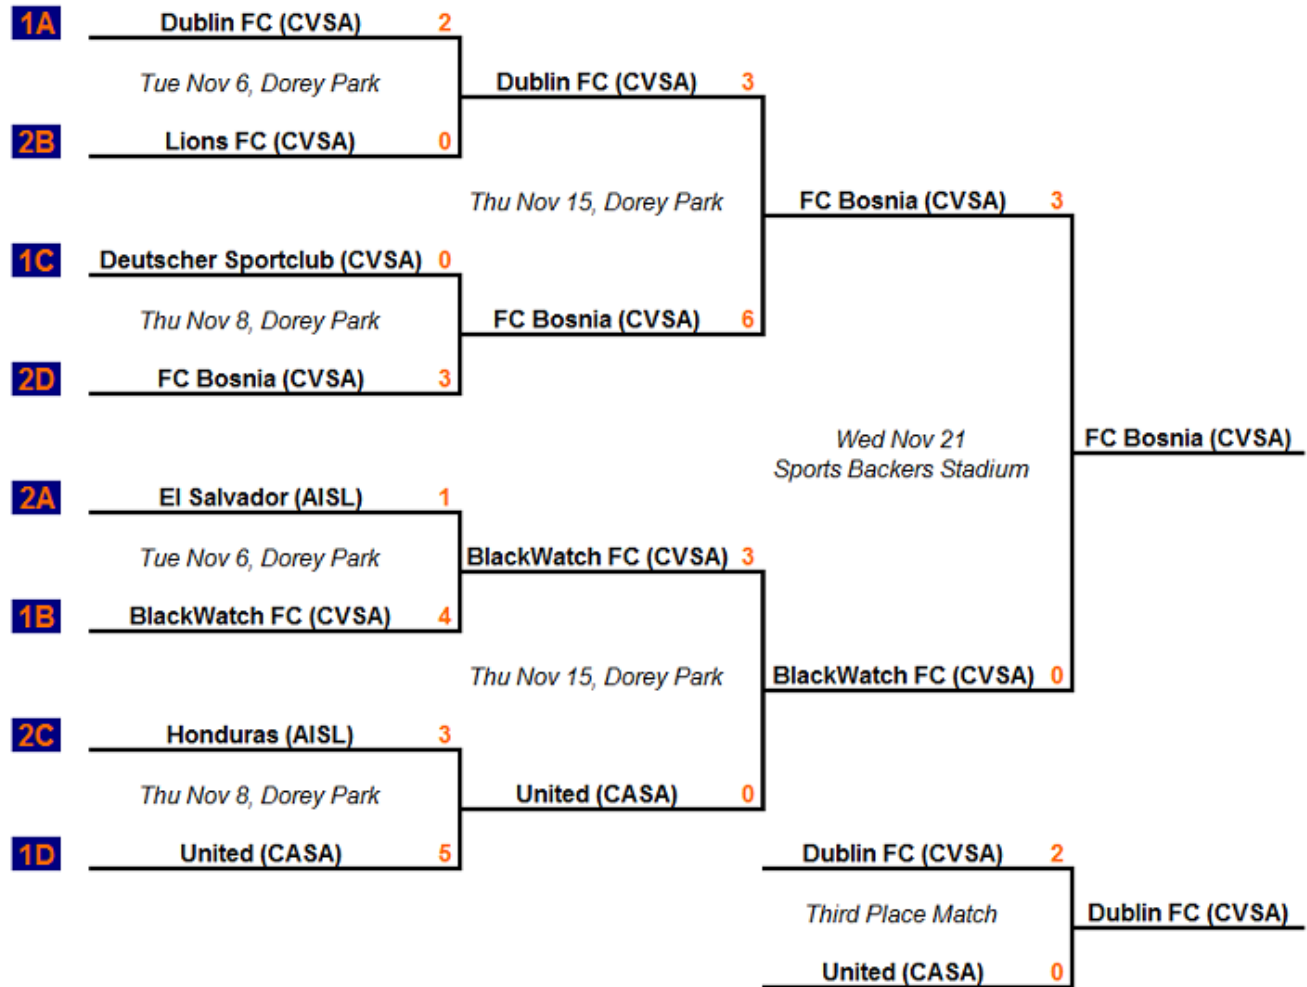 1A Dublin FC (CVSA) 2
Tue Nov 6, Dorey Park
Dublin FC (CVSA) 3
2B Lions FC (CVSA) 0
Thu Nov 15, Dorey Park
FC Bosnia (CVSA) 3
1C Deutscher Sportclub (CVSA) 0
Thu Nov 8, Dorey Park
FC Bosnia (CVSA) 6
2D FC Bosnia (CVSA) 3
Wed Nov 21
Sports Backers Stadium
FC Bosnia (CVSA)
2A El Salvador (AISL) 1
Tue Nov 6, Dorey Park
BlackWatch FC (CVSA) 3
1B BlackWatch FC (CVSA) 4
Thu Nov 15, Dorey Park
BlackWatch FC (CVSA) 0
2C Honduras (AISL) 3
Thu Nov 8, Dorey Park
United (CASA) 0
1D United (CASA) 5
Dublin FC (CVSA) 2
Third Place Match
Dublin FC (CVSA)
United (CASA) 0